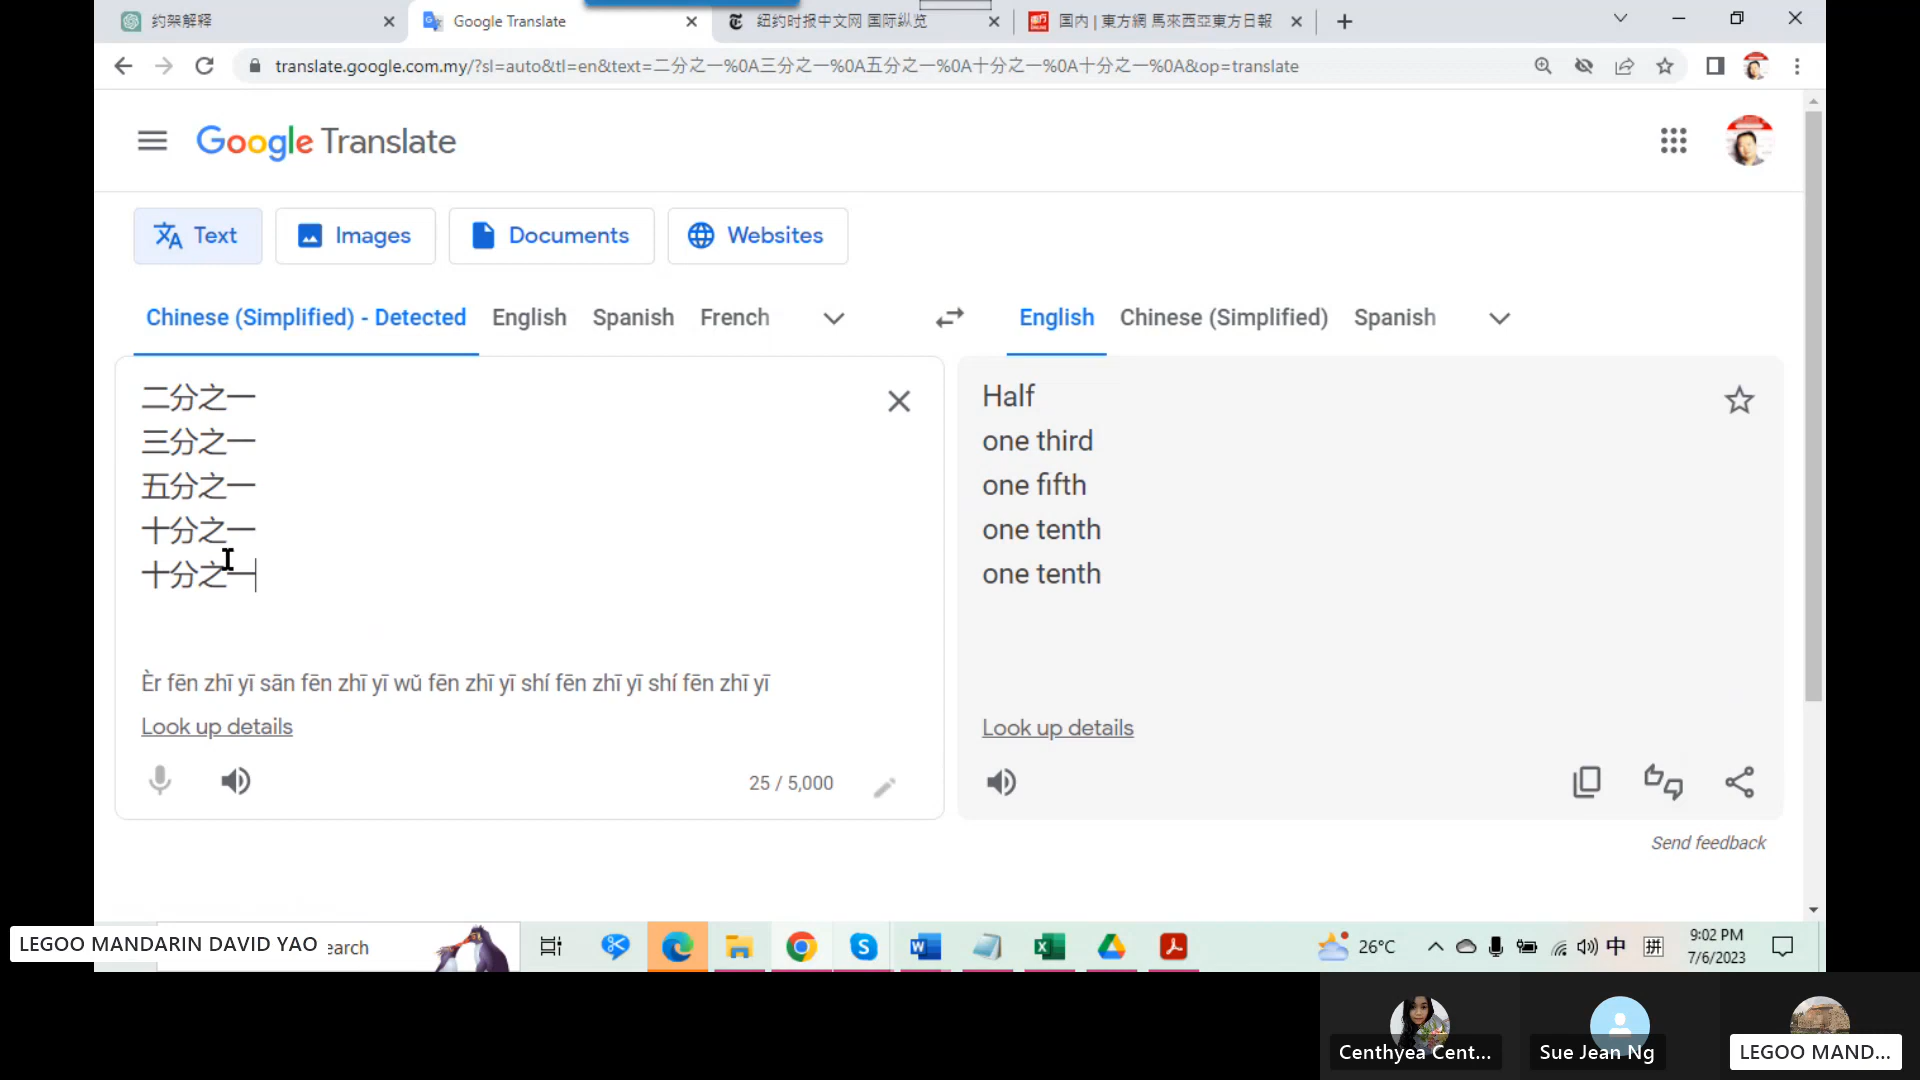 约架解释
Google Translate
纽约时报中文网 国际纵览
国内 | 東方網 馬來西亞東方日報
translate.google.com.my/?sl=auto&tl=en&text=二分之一%0A三分之一%0A五分之一%0A十分之一%0A十分之一%0A&op=translate
Google Translate
Text
Images
Documents
Websites
Chinese (Simplified) - Detected
English
Spanish
French
English
Chinese (Simplified)
Spanish
二分之一
三分之一
五分之一
十分之一
十分之一
Half
one third
one fifth
one tenth
one tenth
Èr fēn zhī yī sān fēn zhī yī wǔ fēn zhī yī shí fēn zhī yī shí fēn zhī yī
Look up details
Look up details
25 / 5,000
Send feedback
LEGOO MANDARIN DAVID YAO
earch
26°C
中
拼
9:02 PM
7/6/2023
Centhyea Cent...
Sue Jean Ng
LEGOO MAND...